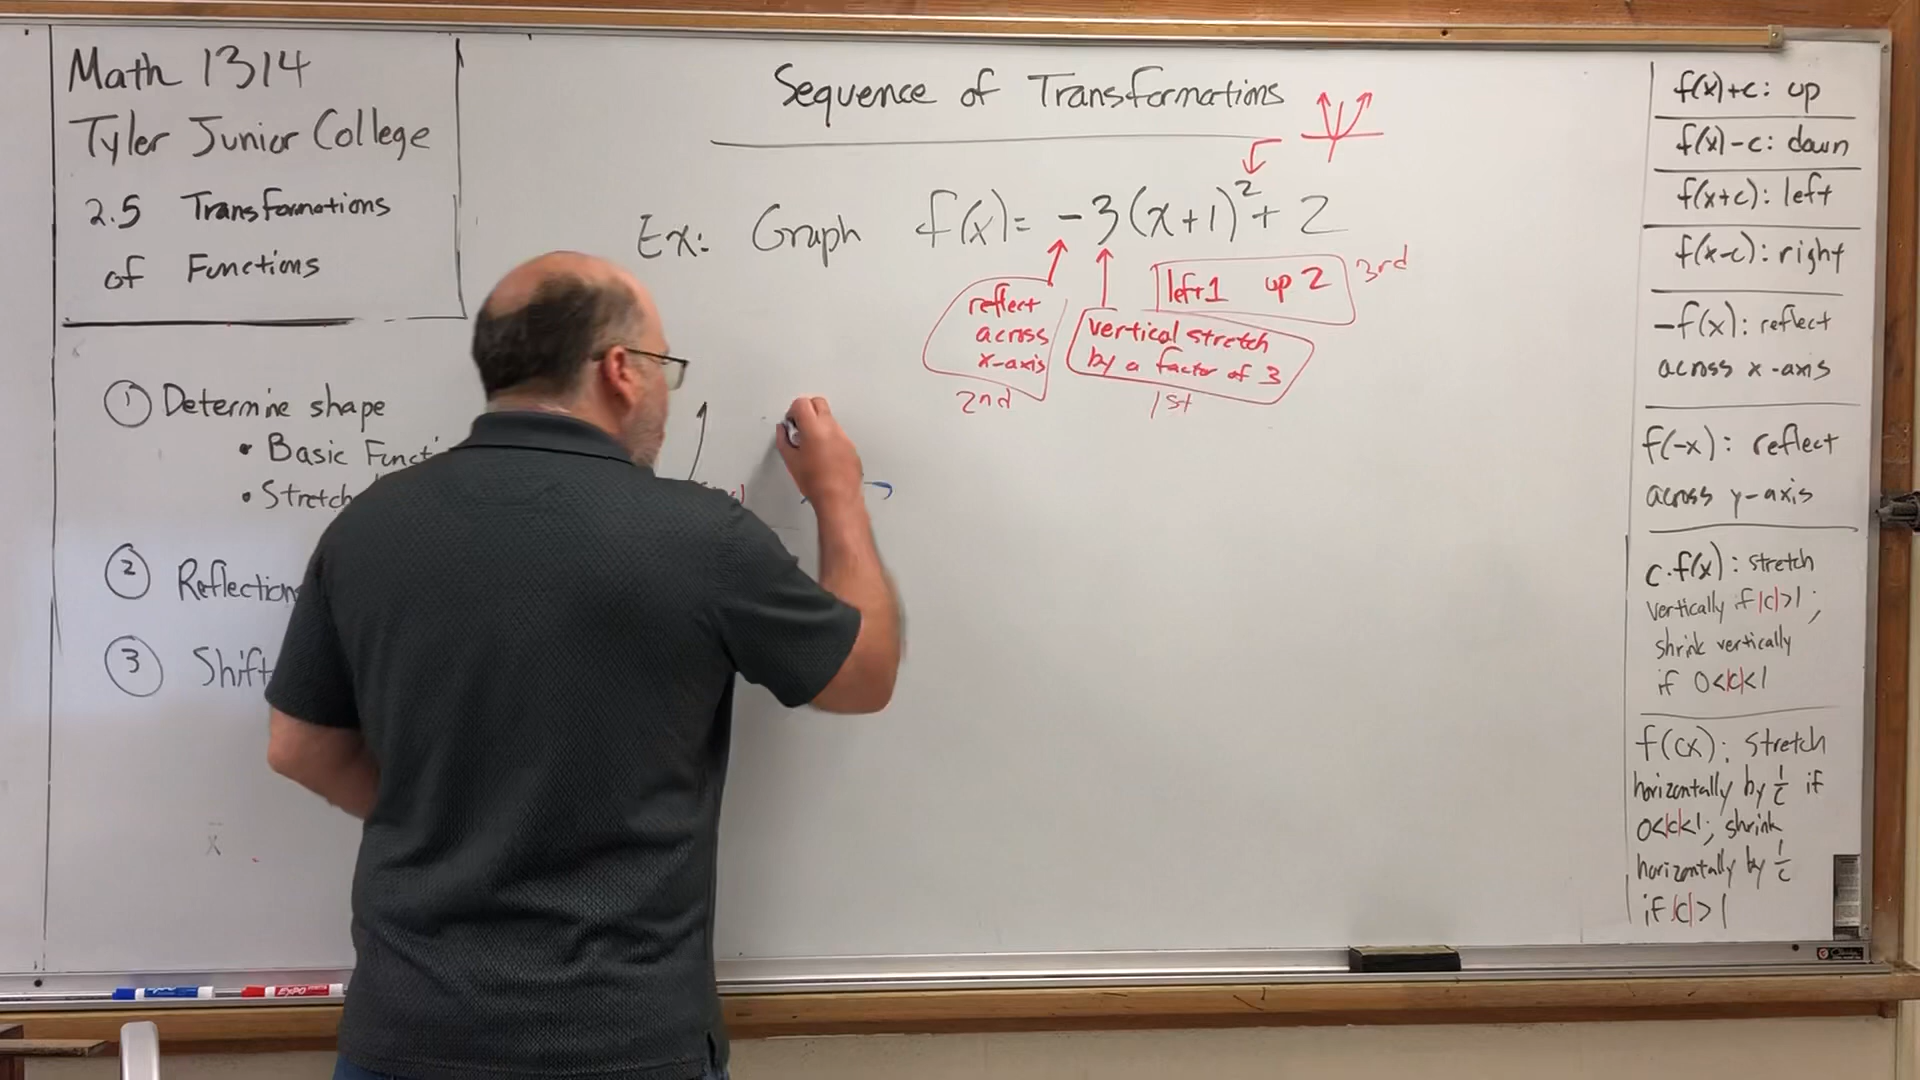 Math 1314
Tyler Junior College
2.5 Transformations
of Functions
Sequence of Transformations
Ex: Graph f(x)= -3(x+1)²+2
reflect
across
x-axis
2nd
vertical stretch
by a factor of 3
1st
left 1 up 2
3rd
① Determine shape
• Basic
• Stretch
② Reflection
③ Shift
x
f(x)+c: up
f(x)-c: down
f(x+c): left
f(x-c): right
-f(x): reflect
across x-axis
f(-x): reflect
across y-axis
c·f(x): stretch
vertically if |c|>1;
shrink vertically
if 0<|c|<1
f(cx): stretch
horizontally by 1/c if
0<|c|<1; shrink
horizontally by 1/c
if |c|>1
EXPO